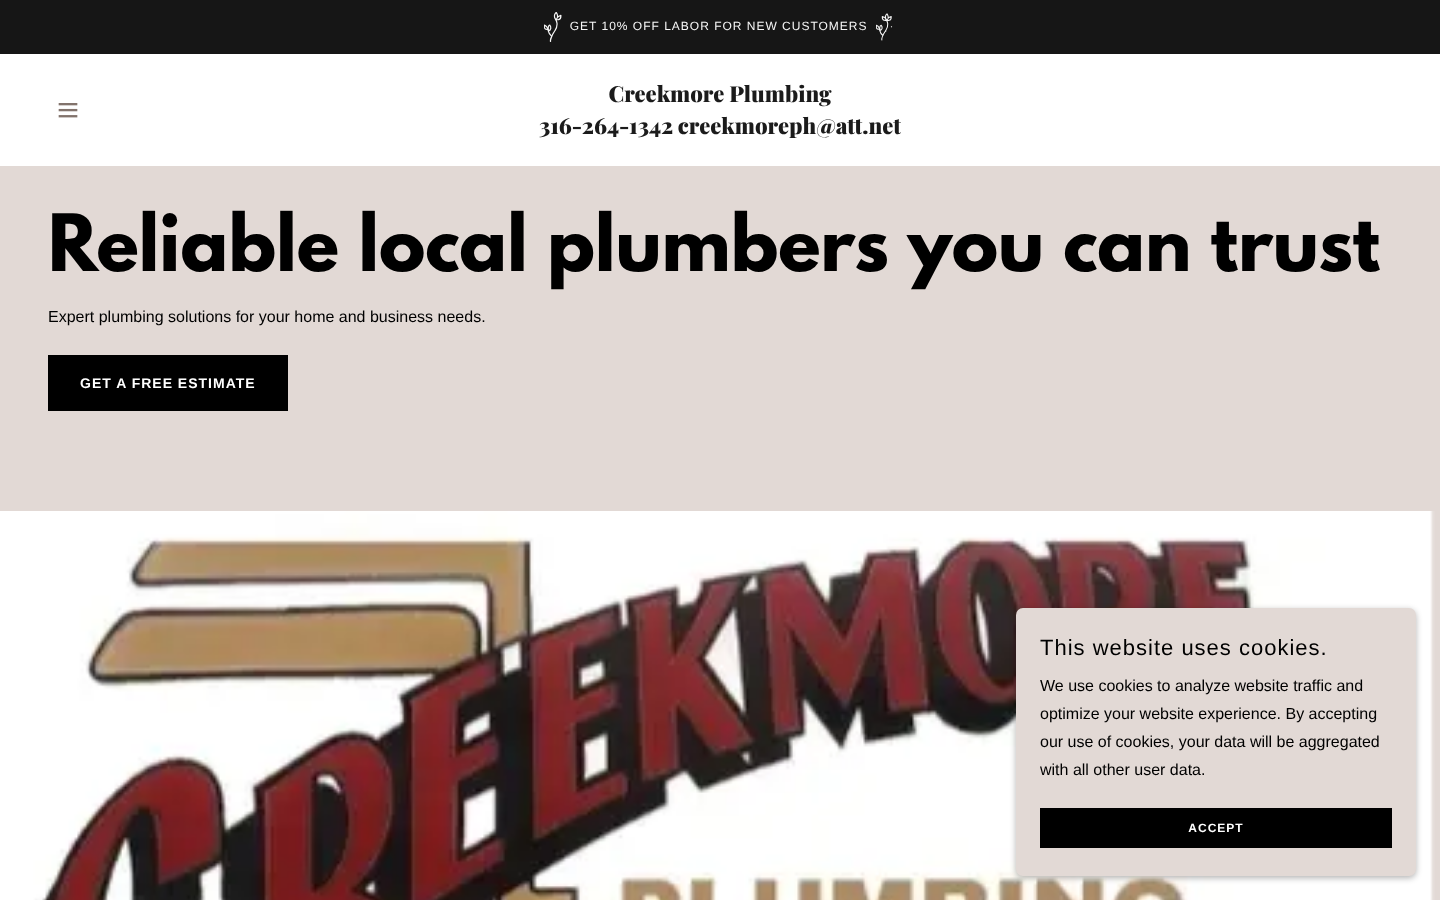 GET 10% OFF LABOR FOR NEW CUSTOMERS
Creekmore Plumbing
316-264-1342 creekmoreph@att.net
Reliable local plumbers you can trust
Expert plumbing solutions for your home and business needs.
GET A FREE ESTIMATE
CREEKMORE
PLUMBING
This website uses cookies.
We use cookies to analyze website traffic and
optimize your website experience. By accepting
our use of cookies, your data will be aggregated
with all other user data.
ACCEPT